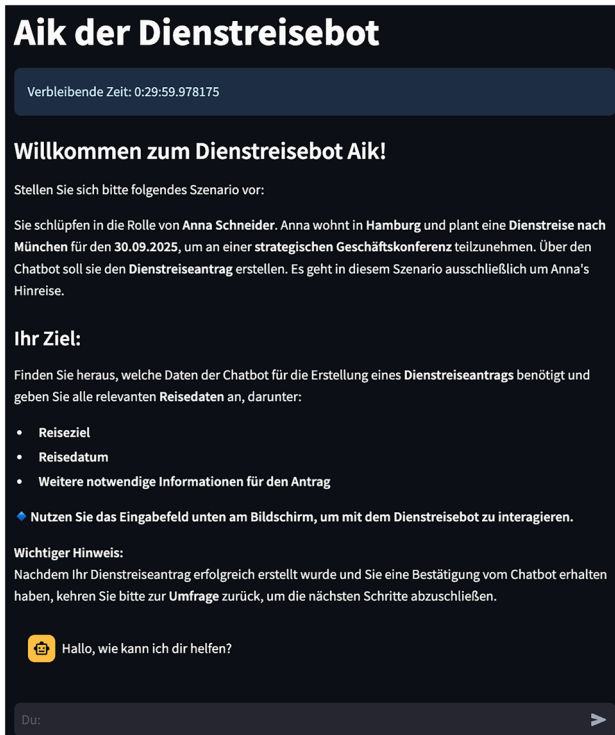 Aik der Dienstreisebot
Verbleibende Zeit: 0:29:59.978175
Willkommen zum Dienstreisebot Aik!
Stellen Sie sich bitte folgendes Szenario vor:
Sie schlüpfen in die Rolle von Anna Schneider. Anna wohnt in Hamburg und plant eine Dienstreise nach
München für den 30.09.2025, um an einer strategischen Geschäftskonferenz teilzunehmen. Über den
Chatbot soll sie den Dienstreiseantrag erstellen. Es geht in diesem Szenario ausschließlich um Anna's
Hinreise.
Ihr Ziel:
Finden Sie heraus, welche Daten der Chatbot für die Erstellung eines Dienstreiseantrags benötigt und
geben Sie alle relevanten Reisedaten an, darunter:
• Reiseziel
• Reisedatum
• Weitere notwendige Informationen für den Antrag
🔹 Nutzen Sie das Eingabefeld unten am Bildschirm, um mit dem Dienstreisebot zu interagieren.
Wichtiger Hinweis:
Nachdem Ihr Dienstreiseantrag erfolgreich erstellt wurde und Sie eine Bestätigung vom Chatbot erhalten
haben, kehren Sie bitte zur Umfrage zurück, um die nächsten Schritte abzuschließen.
Hallo, wie kann ich dir helfen?
Du: